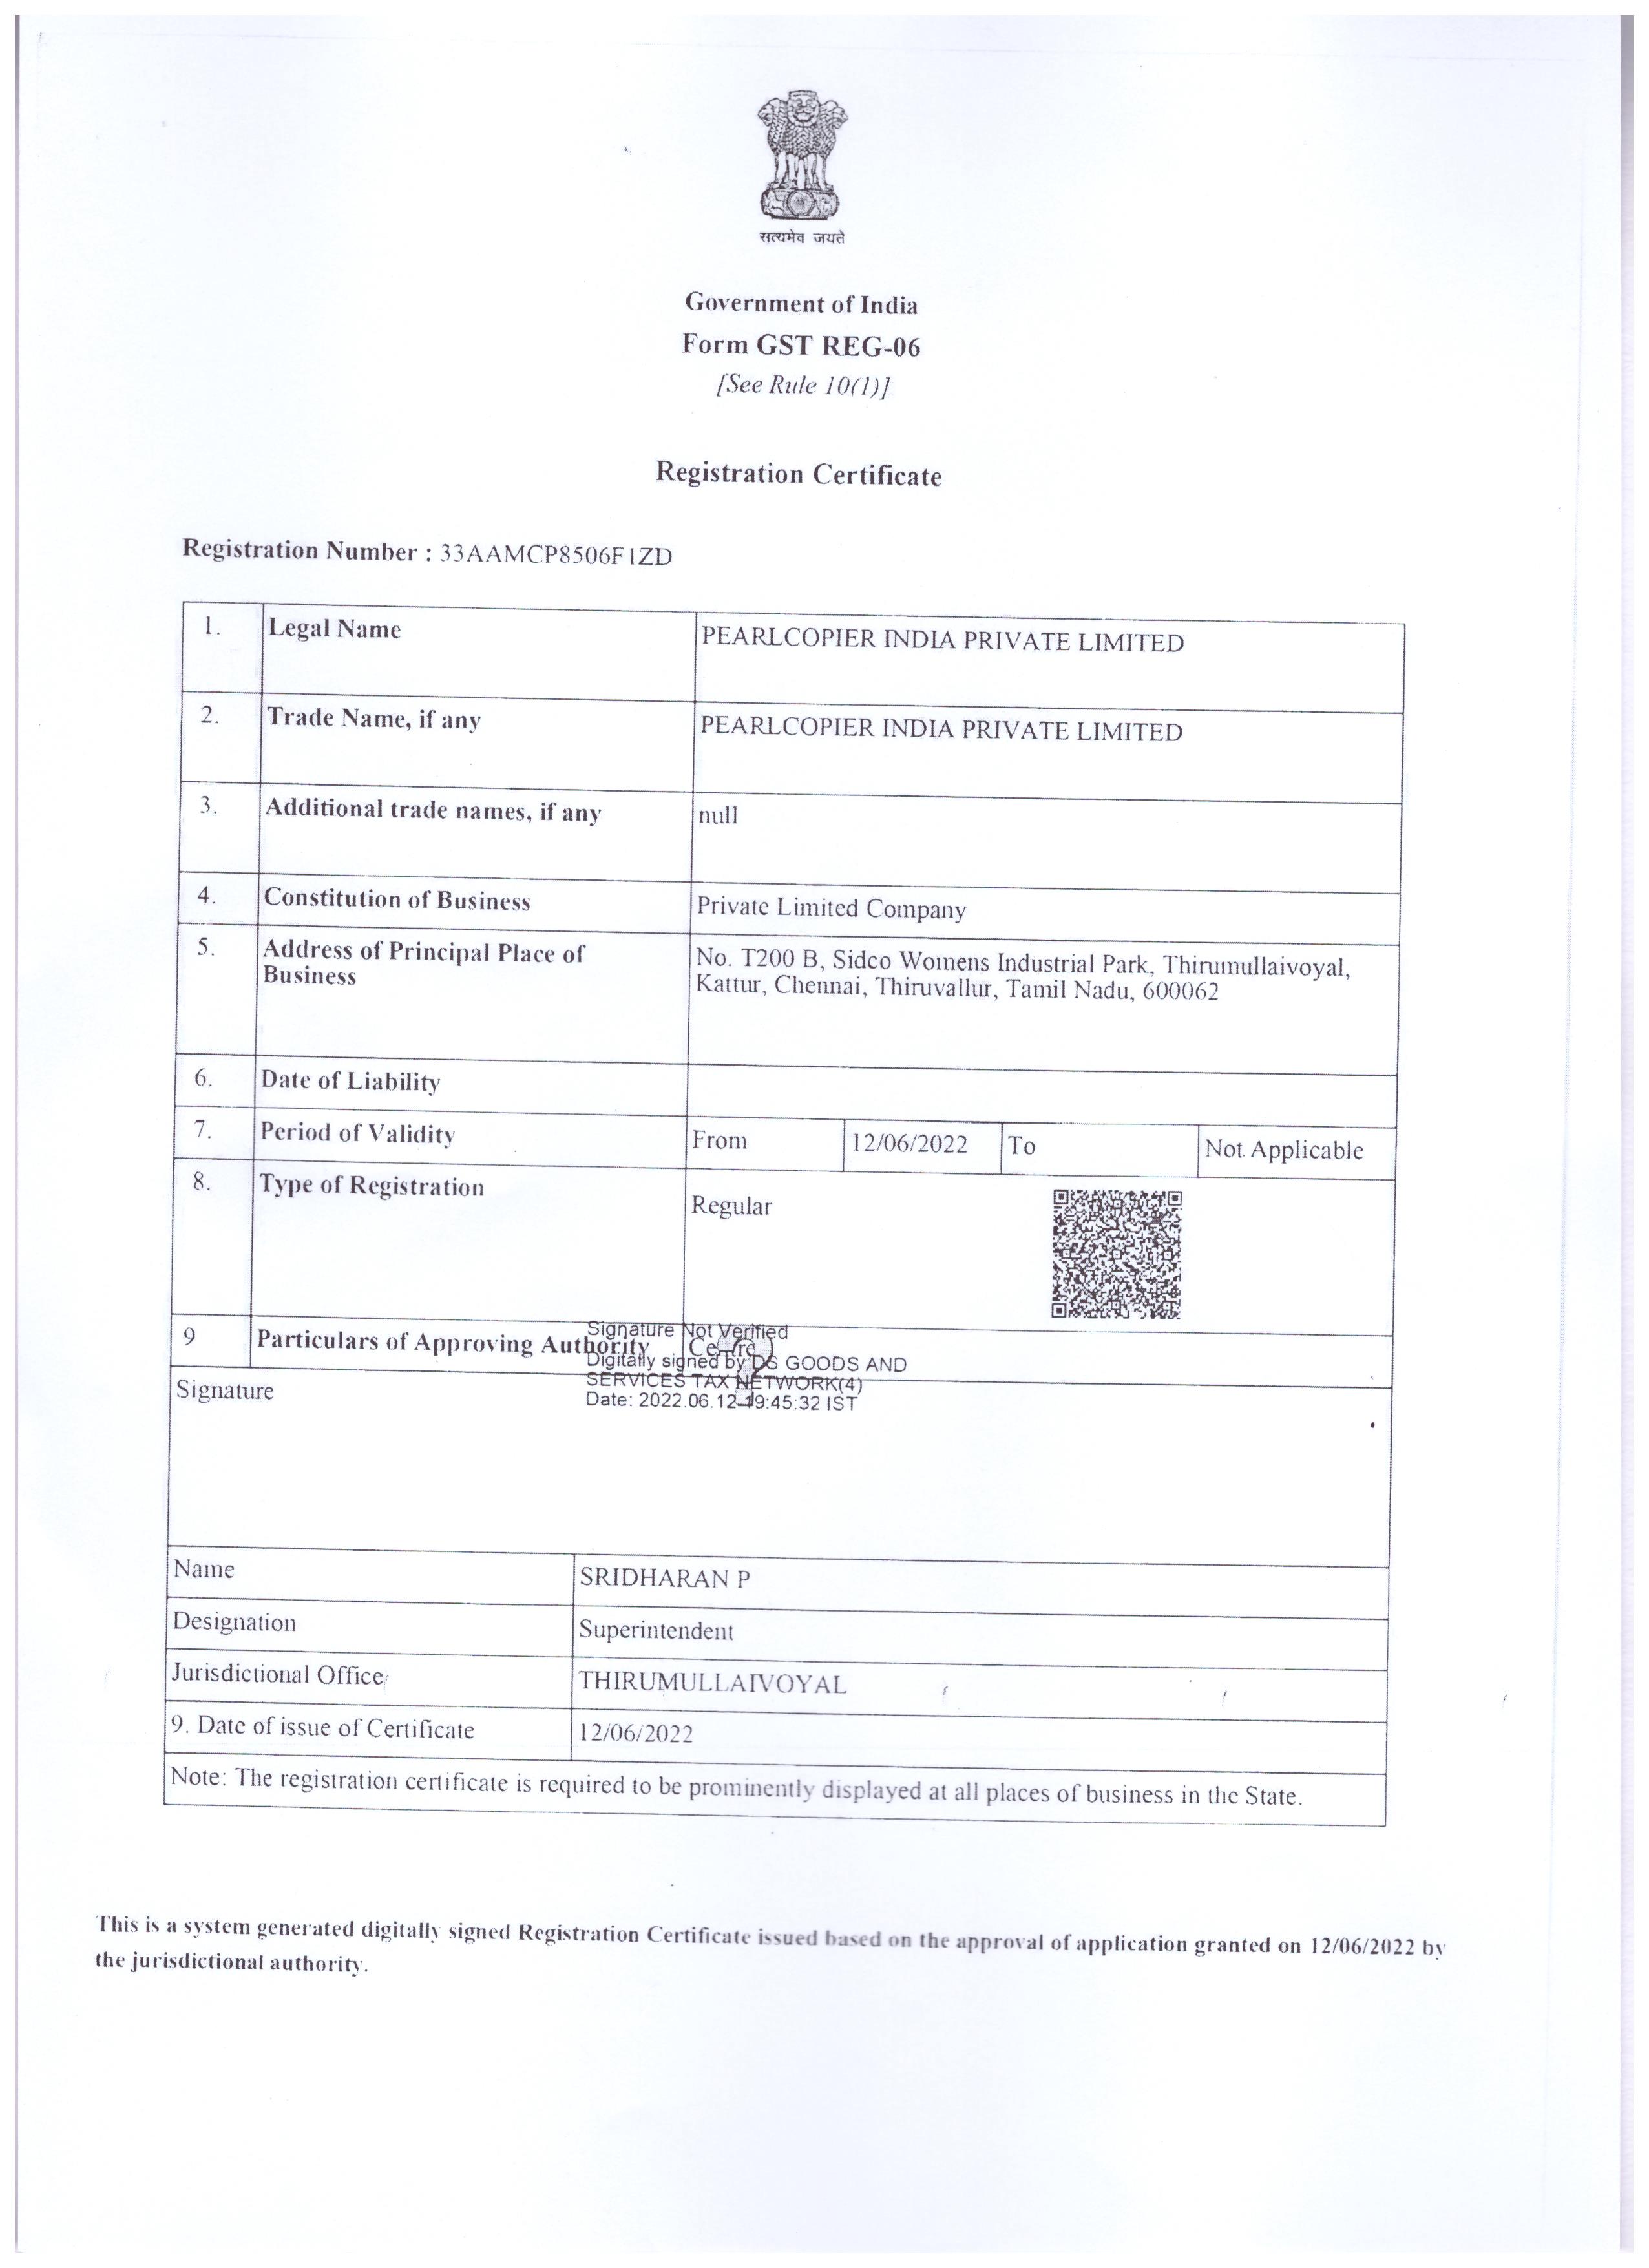 सत्यमेव जयते
Government of India
Form GST REG-06
[See Rule 10(1)]
Registration Certificate
Registration Number : 33AAMCP8506F1ZD
1. Legal Name PEARLCOPIER INDIA PRIVATE LIMITED
2. Trade Name, if any PEARLCOPIER INDIA PRIVATE LIMITED
3. Additional trade names, if any null
4. Constitution of Business Private Limited Company
5. Address of Principal Place of No. T200 B, Sidco Womens Industrial Park, Thirumullaivoyal,
Business Kattur, Chennai, Thiruvallur, Tamil Nadu, 600062
6. Date of Liability
7. Period of Validity From 12/06/2022 To Not Applicable
8. Type of Registration Regular
Signature Not Verified
9 Particulars of Approving Authority Centre
Digitally signed by DS GOODS AND
SERVICES TAX NETWORK(4)
Signature
Date: 2022.06.12 19:45:32 IST
Name SRIDHARAN P
Designation Superintendent
Jurisdictional Office THIRUMULLAIVOYAL
9. Date of issue of Certificate 12/06/2022
Note: The registration certificate is required to be prominently displayed at all places of business in the State.
This is a system generated digitally signed Registration Certificate issued based on the approval of application granted on 12/06/2022 by
the jurisdictional authority.